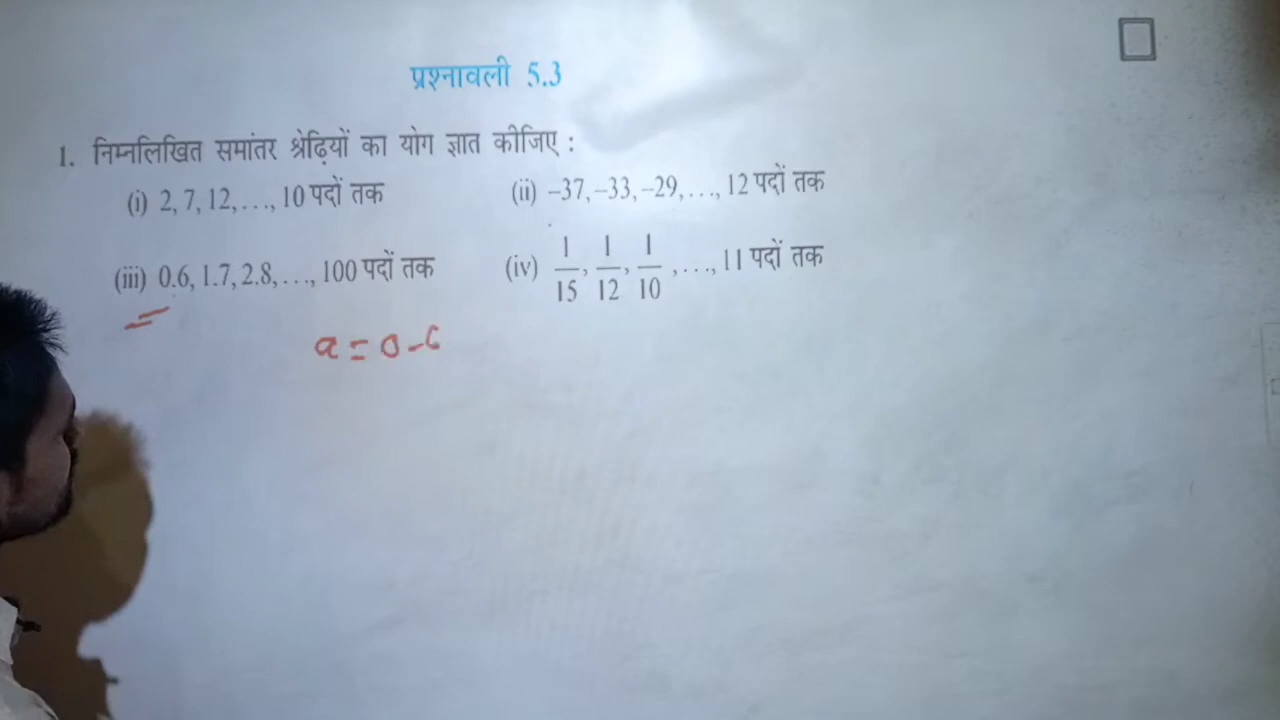 प्रश्नावली 5.3
1. निम्नलिखित समांतर श्रेढ़ियों का योग ज्ञात कीजिए :
(i) 2, 7, 12, . . ., 10 पदों तक (ii) –37, –33, –29, . . ., 12 पदों तक
(iii) 0.6, 1.7, 2.8, . . ., 100 पदों तक (iv) 1/15, 1/12, 1/10, . . ., 11 पदों तक
a = 0-6